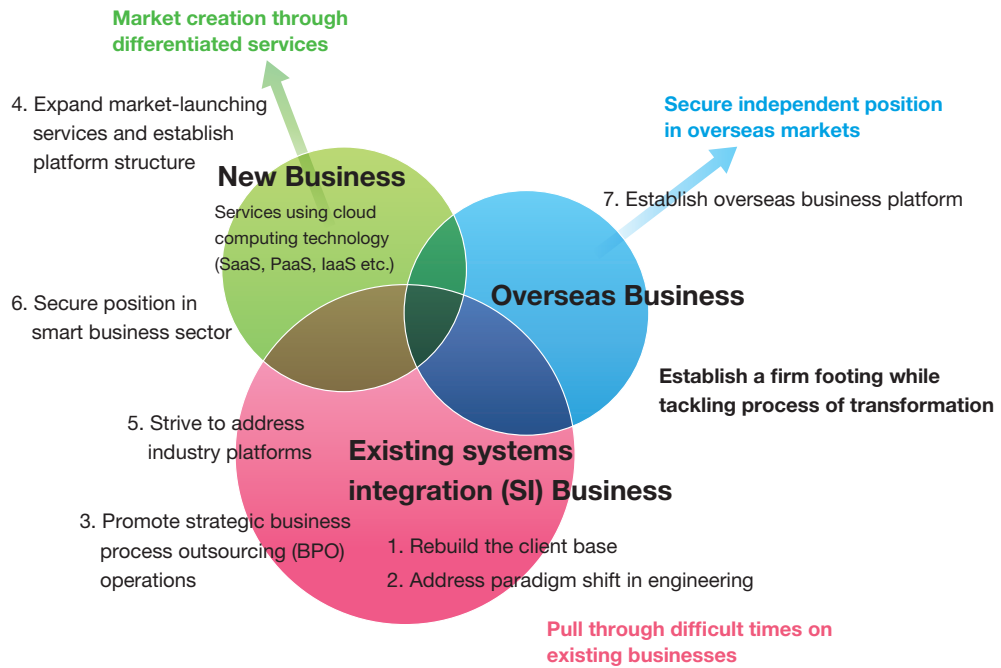 Market creation through
differentiated services
4. Expand market-launching
services and establish
platform structure
Secure independent position
in overseas markets
New Business
Services using cloud
computing technology
(SaaS, PaaS, IaaS etc.)
7. Establish overseas business platform
Overseas Business
6. Secure position in
smart business sector
Establish a firm footing while
tackling process of transformation
5. Strive to address
industry platforms
Existing systems
integration (SI) Business
3. Promote strategic business
process outsourcing (BPO)
operations
1. Rebuild the client base
2. Address paradigm shift in engineering
Pull through difficult times on
existing businesses